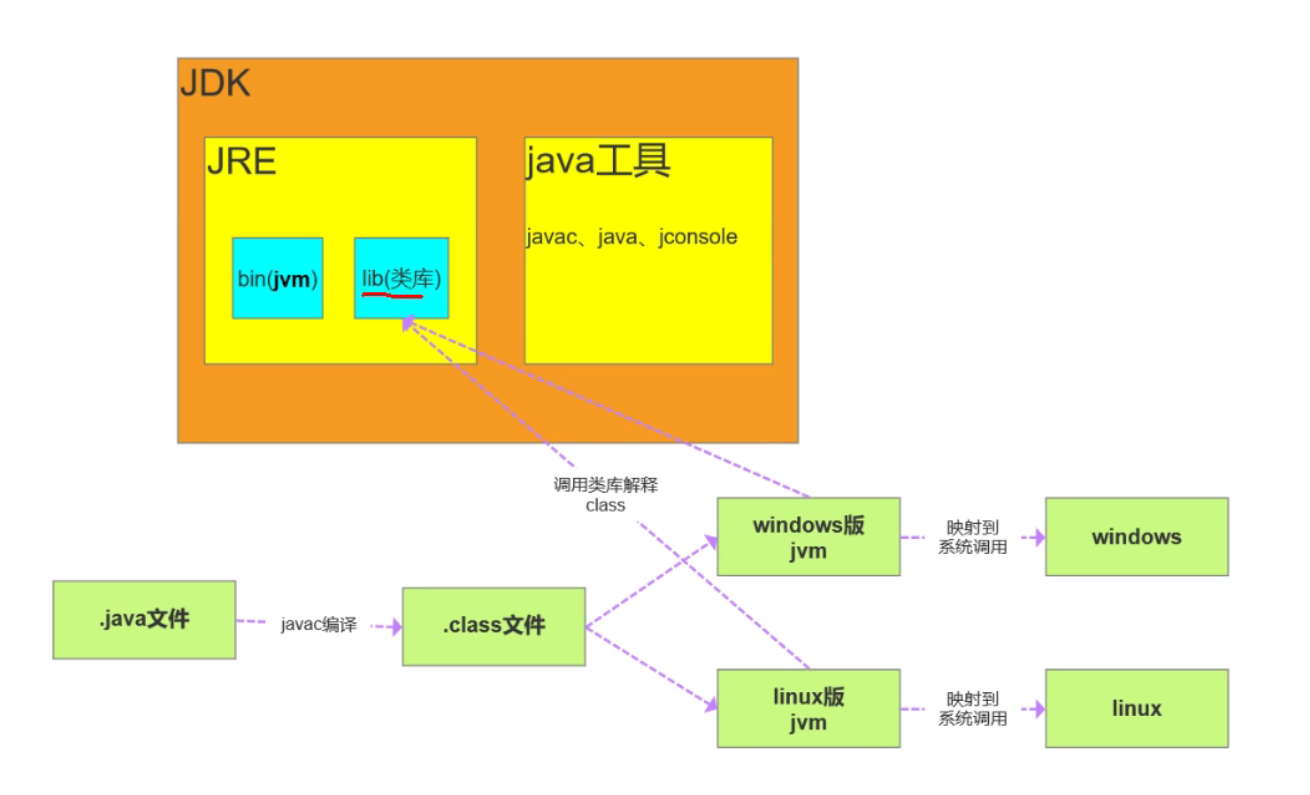 JDK
JRE
java工具
bin(jvm)
lib(类库)
javac、java、jconsole
调用类库解释
class
windows版
jvm
映射到
系统调用
windows
.java文件
javac编译
.class文件
linux版
jvm
映射到
系统调用
linux